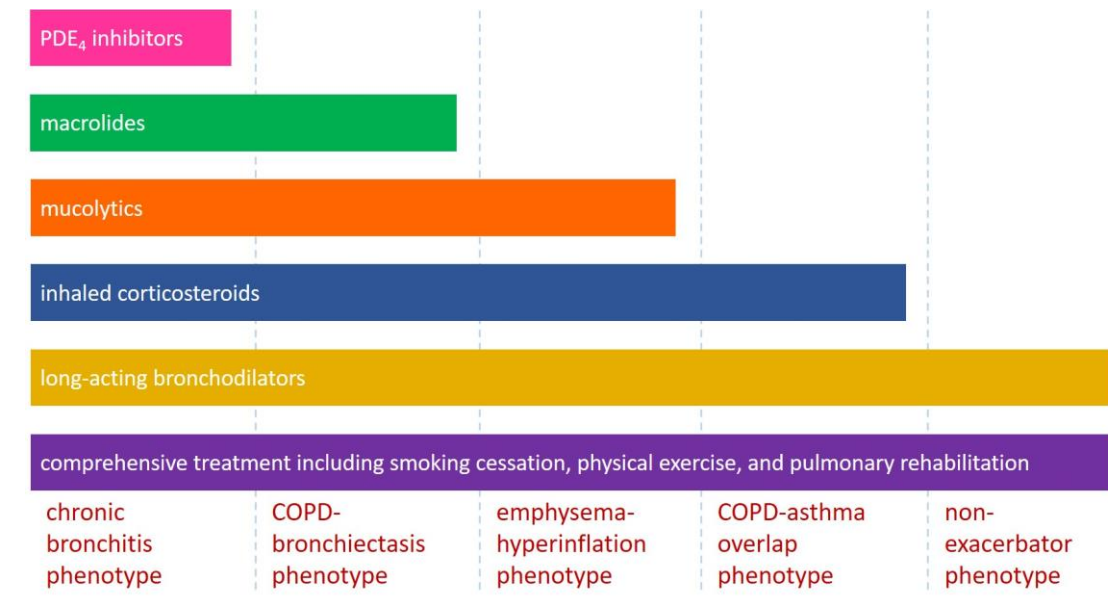 PDE₄ inhibitors
macrolides
mucolytics
inhaled corticosteroids
long-acting bronchodilators
comprehensive treatment including smoking cessation, physical exercise, and pulmonary rehabilitation
chronic
bronchitis
phenotype
COPD-
bronchiectasis
phenotype
emphysema-
hyperinflation
phenotype
COPD-asthma
overlap
phenotype
non-
exacerbator
phenotype